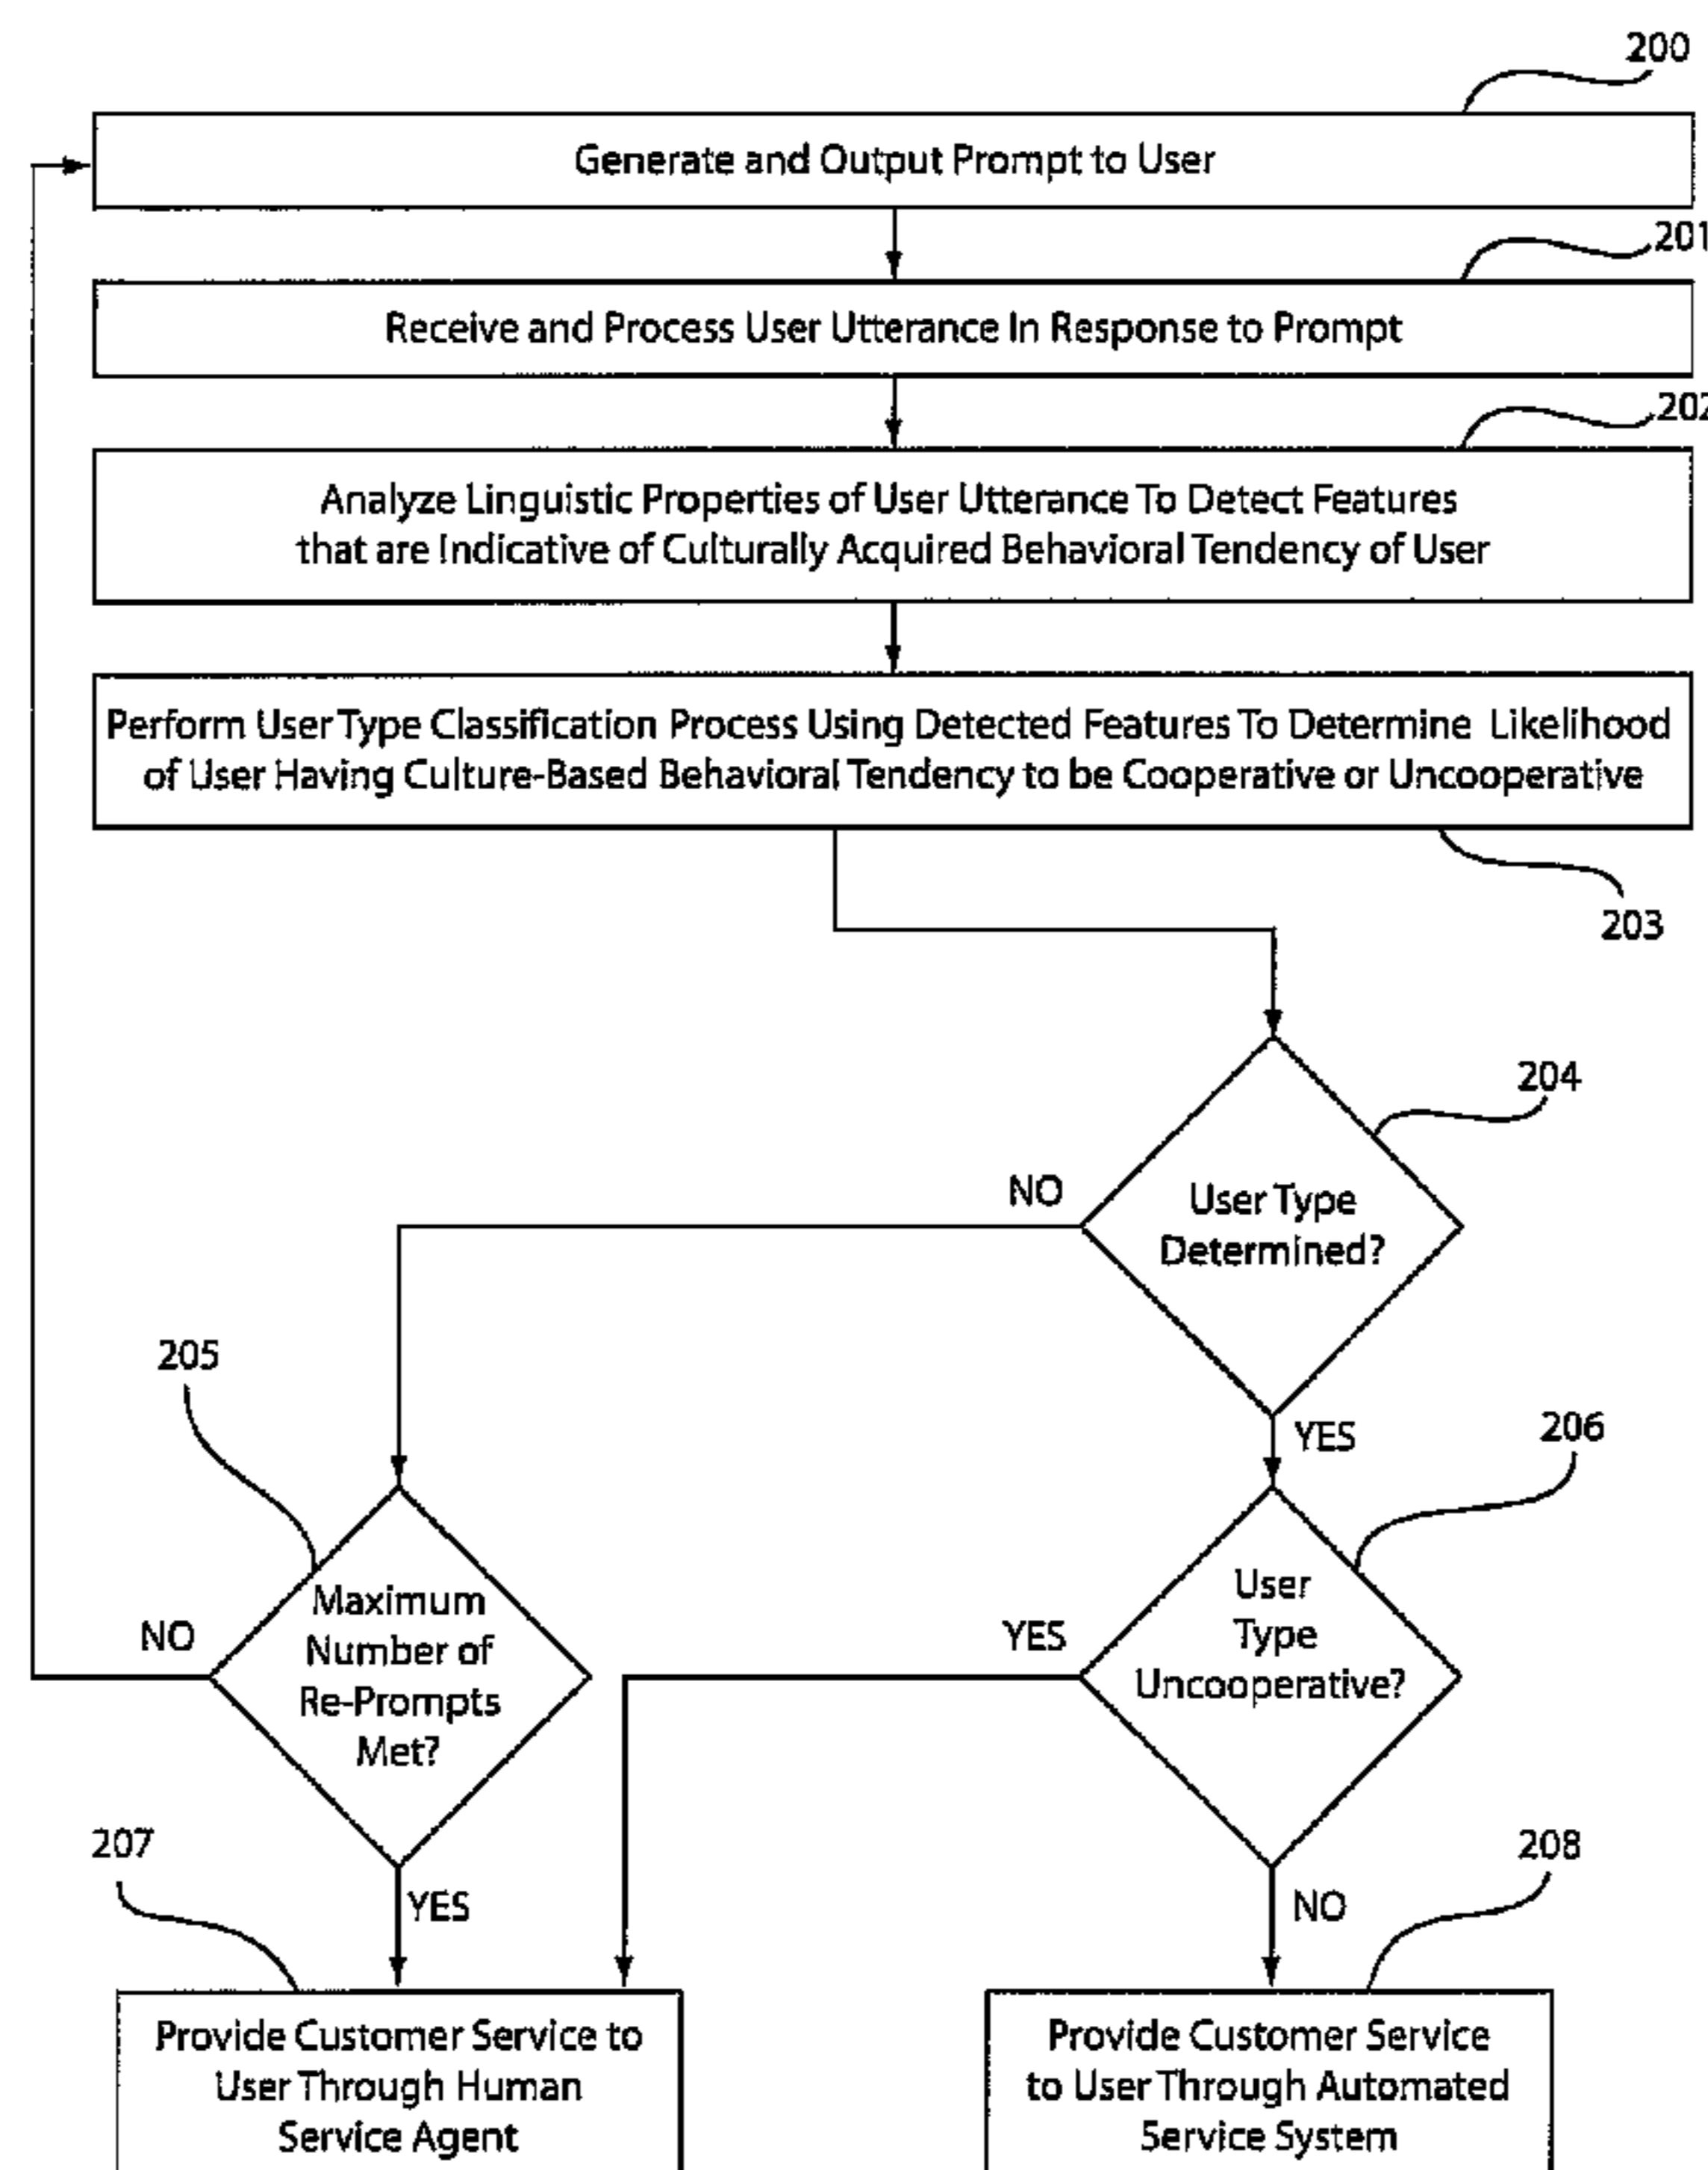 200
Generate and Output Prompt to User
201
Receive and Process User Utterance In Response to Prompt
202
Analyze Linguistic Properties of User Utterance To Detect Features
that are Indicative of Culturally Acquired Behavioral Tendency of User
Perform User Type Classification Process Using Detected Features To Determine Likelihood
of User Having Culture-Based Behavioral Tendency to be Cooperative or Uncooperative
203
204
NO
User Type
Determined?
205
YES
206
Maximum
Number of
Re-Prompts
Met?
NO
YES
User
Type
Uncooperative?
207
YES
NO
208
Provide Customer Service to
User Through Human
Service Agent
Provide Customer Service
to User Through Automated
Service System